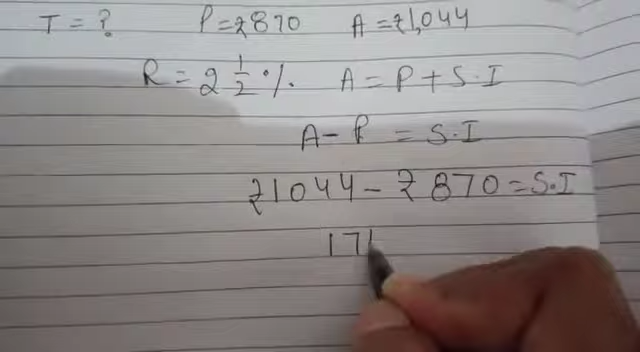 T = ? P = ₹870 A = ₹1,044
R = 2 1/2 % A = P + S.I
A - P = S.I
₹1044 - ₹870 = S.I
17